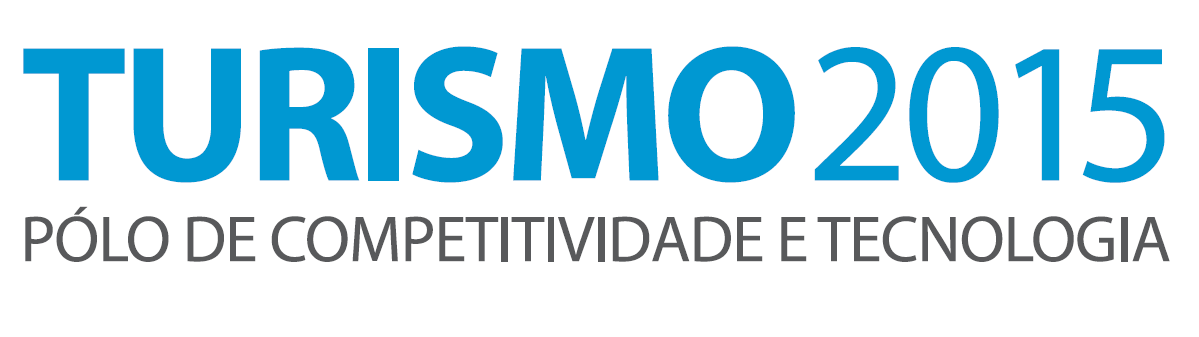 TURISMO2015
PÓLO DE COMPETITIVIDADE E TECNOLOGIA